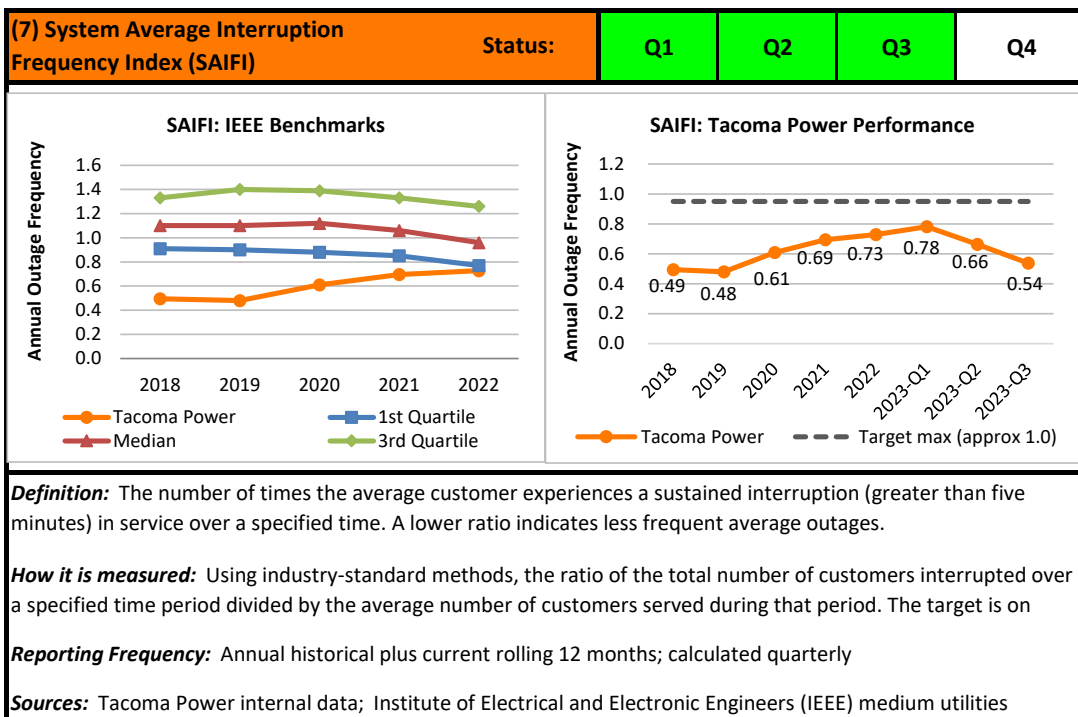 (7) System Average Interruption
Frequency Index (SAIFI)
Status:
Q1
Q2
Q3
Q4
SAIFI: IEEE Benchmarks
Annual Outage Frequency
1.6
1.4
1.2
1.0
0.8
0.6
0.4
0.2
0.0
2018 2019 2020 2021 2022
Tacoma Power 1st Quartile
Median 3rd Quartile
SAIFI: Tacoma Power Performance
Annual Outage Frequency
1.2
1.0
0.8
0.6
0.4
0.2
0.0
0.49 0.48 0.61 0.69 0.73 0.78 0.66 0.54
2018 2019 2020 2021 2022 2023-Q1 2023-Q2 2023-Q3
Tacoma Power Target max (approx 1.0)
Definition: The number of times the average customer experiences a sustained interruption (greater than five
minutes) in service over a specified time. A lower ratio indicates less frequent average outages.
How it is measured: Using industry-standard methods, the ratio of the total number of customers interrupted over
a specified time period divided by the average number of customers served during that period. The target is on
Reporting Frequency: Annual historical plus current rolling 12 months; calculated quarterly
Sources: Tacoma Power internal data; Institute of Electrical and Electronic Engineers (IEEE) medium utilities